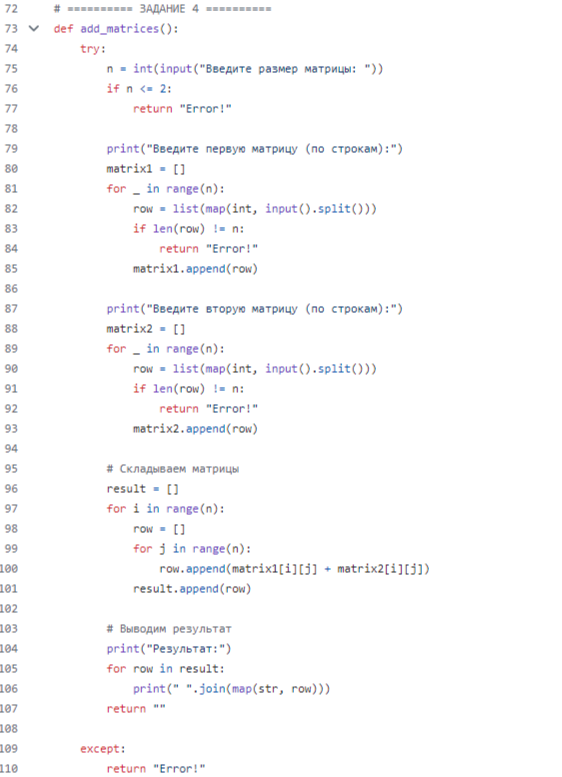 72 # ========== ЗАДАНИЕ 4 ==========
73 def add_matrices():
74 try:
75 n = int(input("Введите размер матрицы: "))
76 if n <= 2:
77 return "Error!"
78
79 print("Введите первую матрицу (по строкам):")
80 matrix1 = []
81 for _ in range(n):
82 row = list(map(int, input().split()))
83 if len(row) != n:
84 return "Error!"
85 matrix1.append(row)
86
87 print("Введите вторую матрицу (по строкам):")
88 matrix2 = []
89 for _ in range(n):
90 row = list(map(int, input().split()))
91 if len(row) != n:
92 return "Error!"
93 matrix2.append(row)
94
95 # Складываем матрицы
96 result = []
97 for i in range(n):
98 row = []
99 for j in range(n):
100 row.append(matrix1[i][j] + matrix2[i][j])
101 result.append(row)
102
103 # Выводим результат
104 print("Результат:")
105 for row in result:
106 print(" ".join(map(str, row)))
107 return ""
108
109 except:
110 return "Error!"